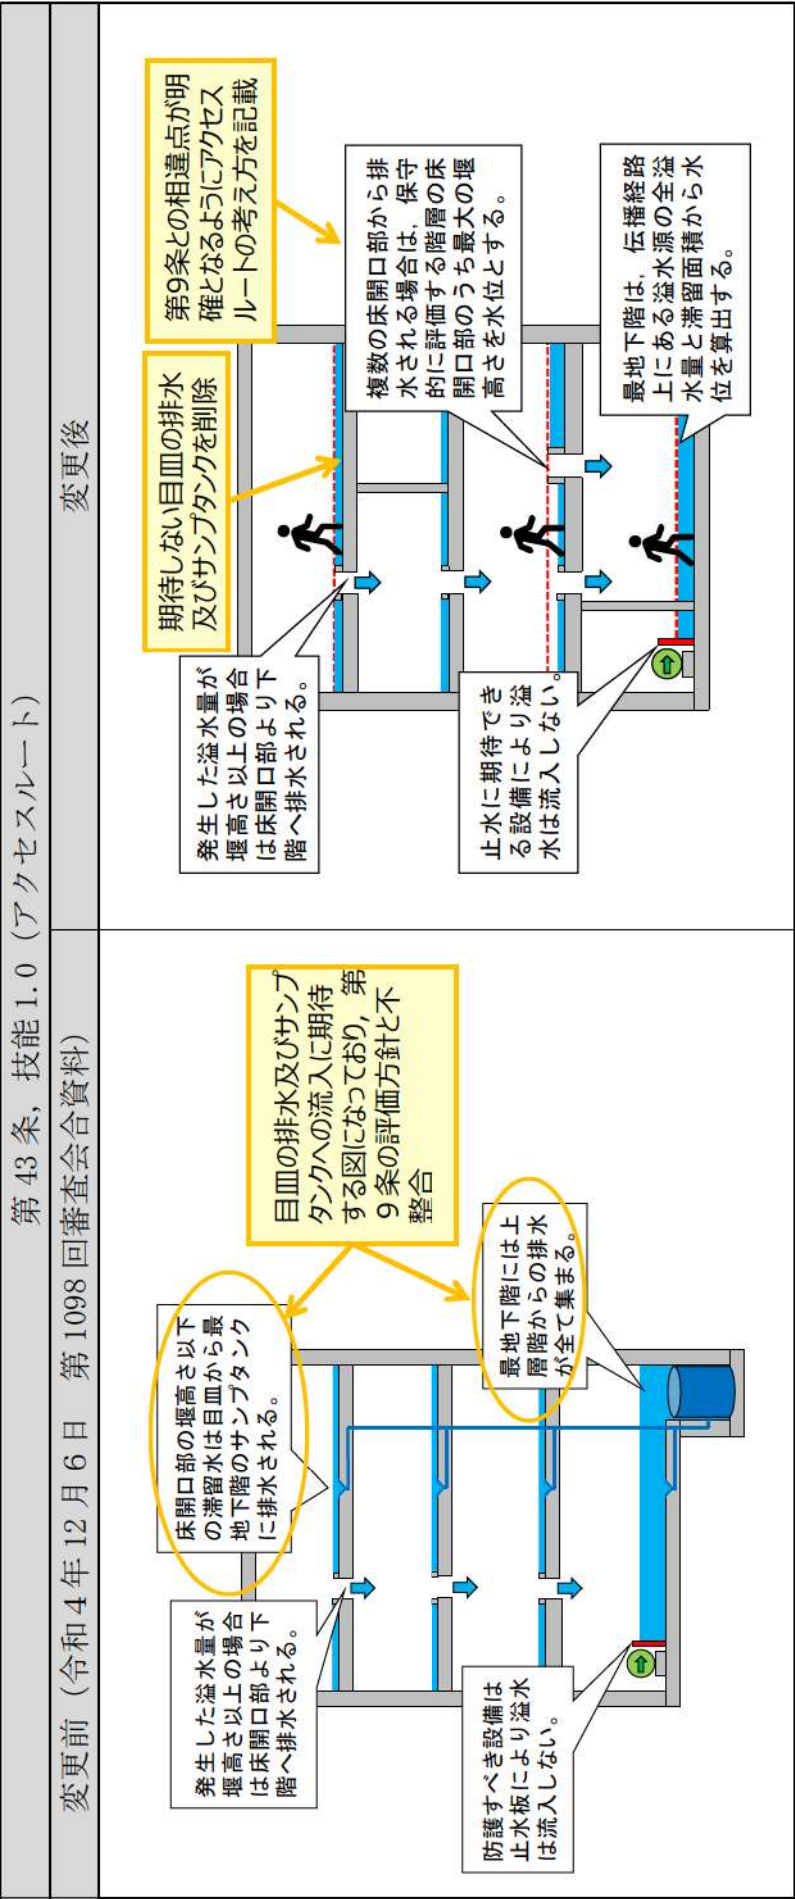 第 43 条，技能 1.0（アクセスルート）
変更前（令和４年 12 月 6 日　第 1098 回審査会合資料）
変更後
発生した溢水量が
堰高さ以上の場合
は床開口部より下
階へ排水される。
床開口部の堰高さ以下
の滞留水は目皿から最
地下階のサンプタンク
に排水される。
目皿の排水及びサンプ
タンクへの流入に期待
する図になっており，第
９条の評価方針と不
整合
防護すべき設備は
止水板により溢水
は流入しない。
最地下階には上
層階からの排水
が全て集まる。
期待しない目皿の排水
及びサンプタンクを削除
第９条との相違点が明
確となるようにアクセス
ルートの考え方を記載
発生した溢水量が
堰高さ以上の場合
は床開口部より下
階へ排水される。
複数の床開口部から排
水される場合は，保守
的に評価する階層の床
開口部のうち最大の堰
高さを水位とする。
止水に期待でき
る設備により溢
水は流入しない。
最地下階は，伝播経路
上にある溢水源の全溢
水量と滞留面積から水
位を算出する。